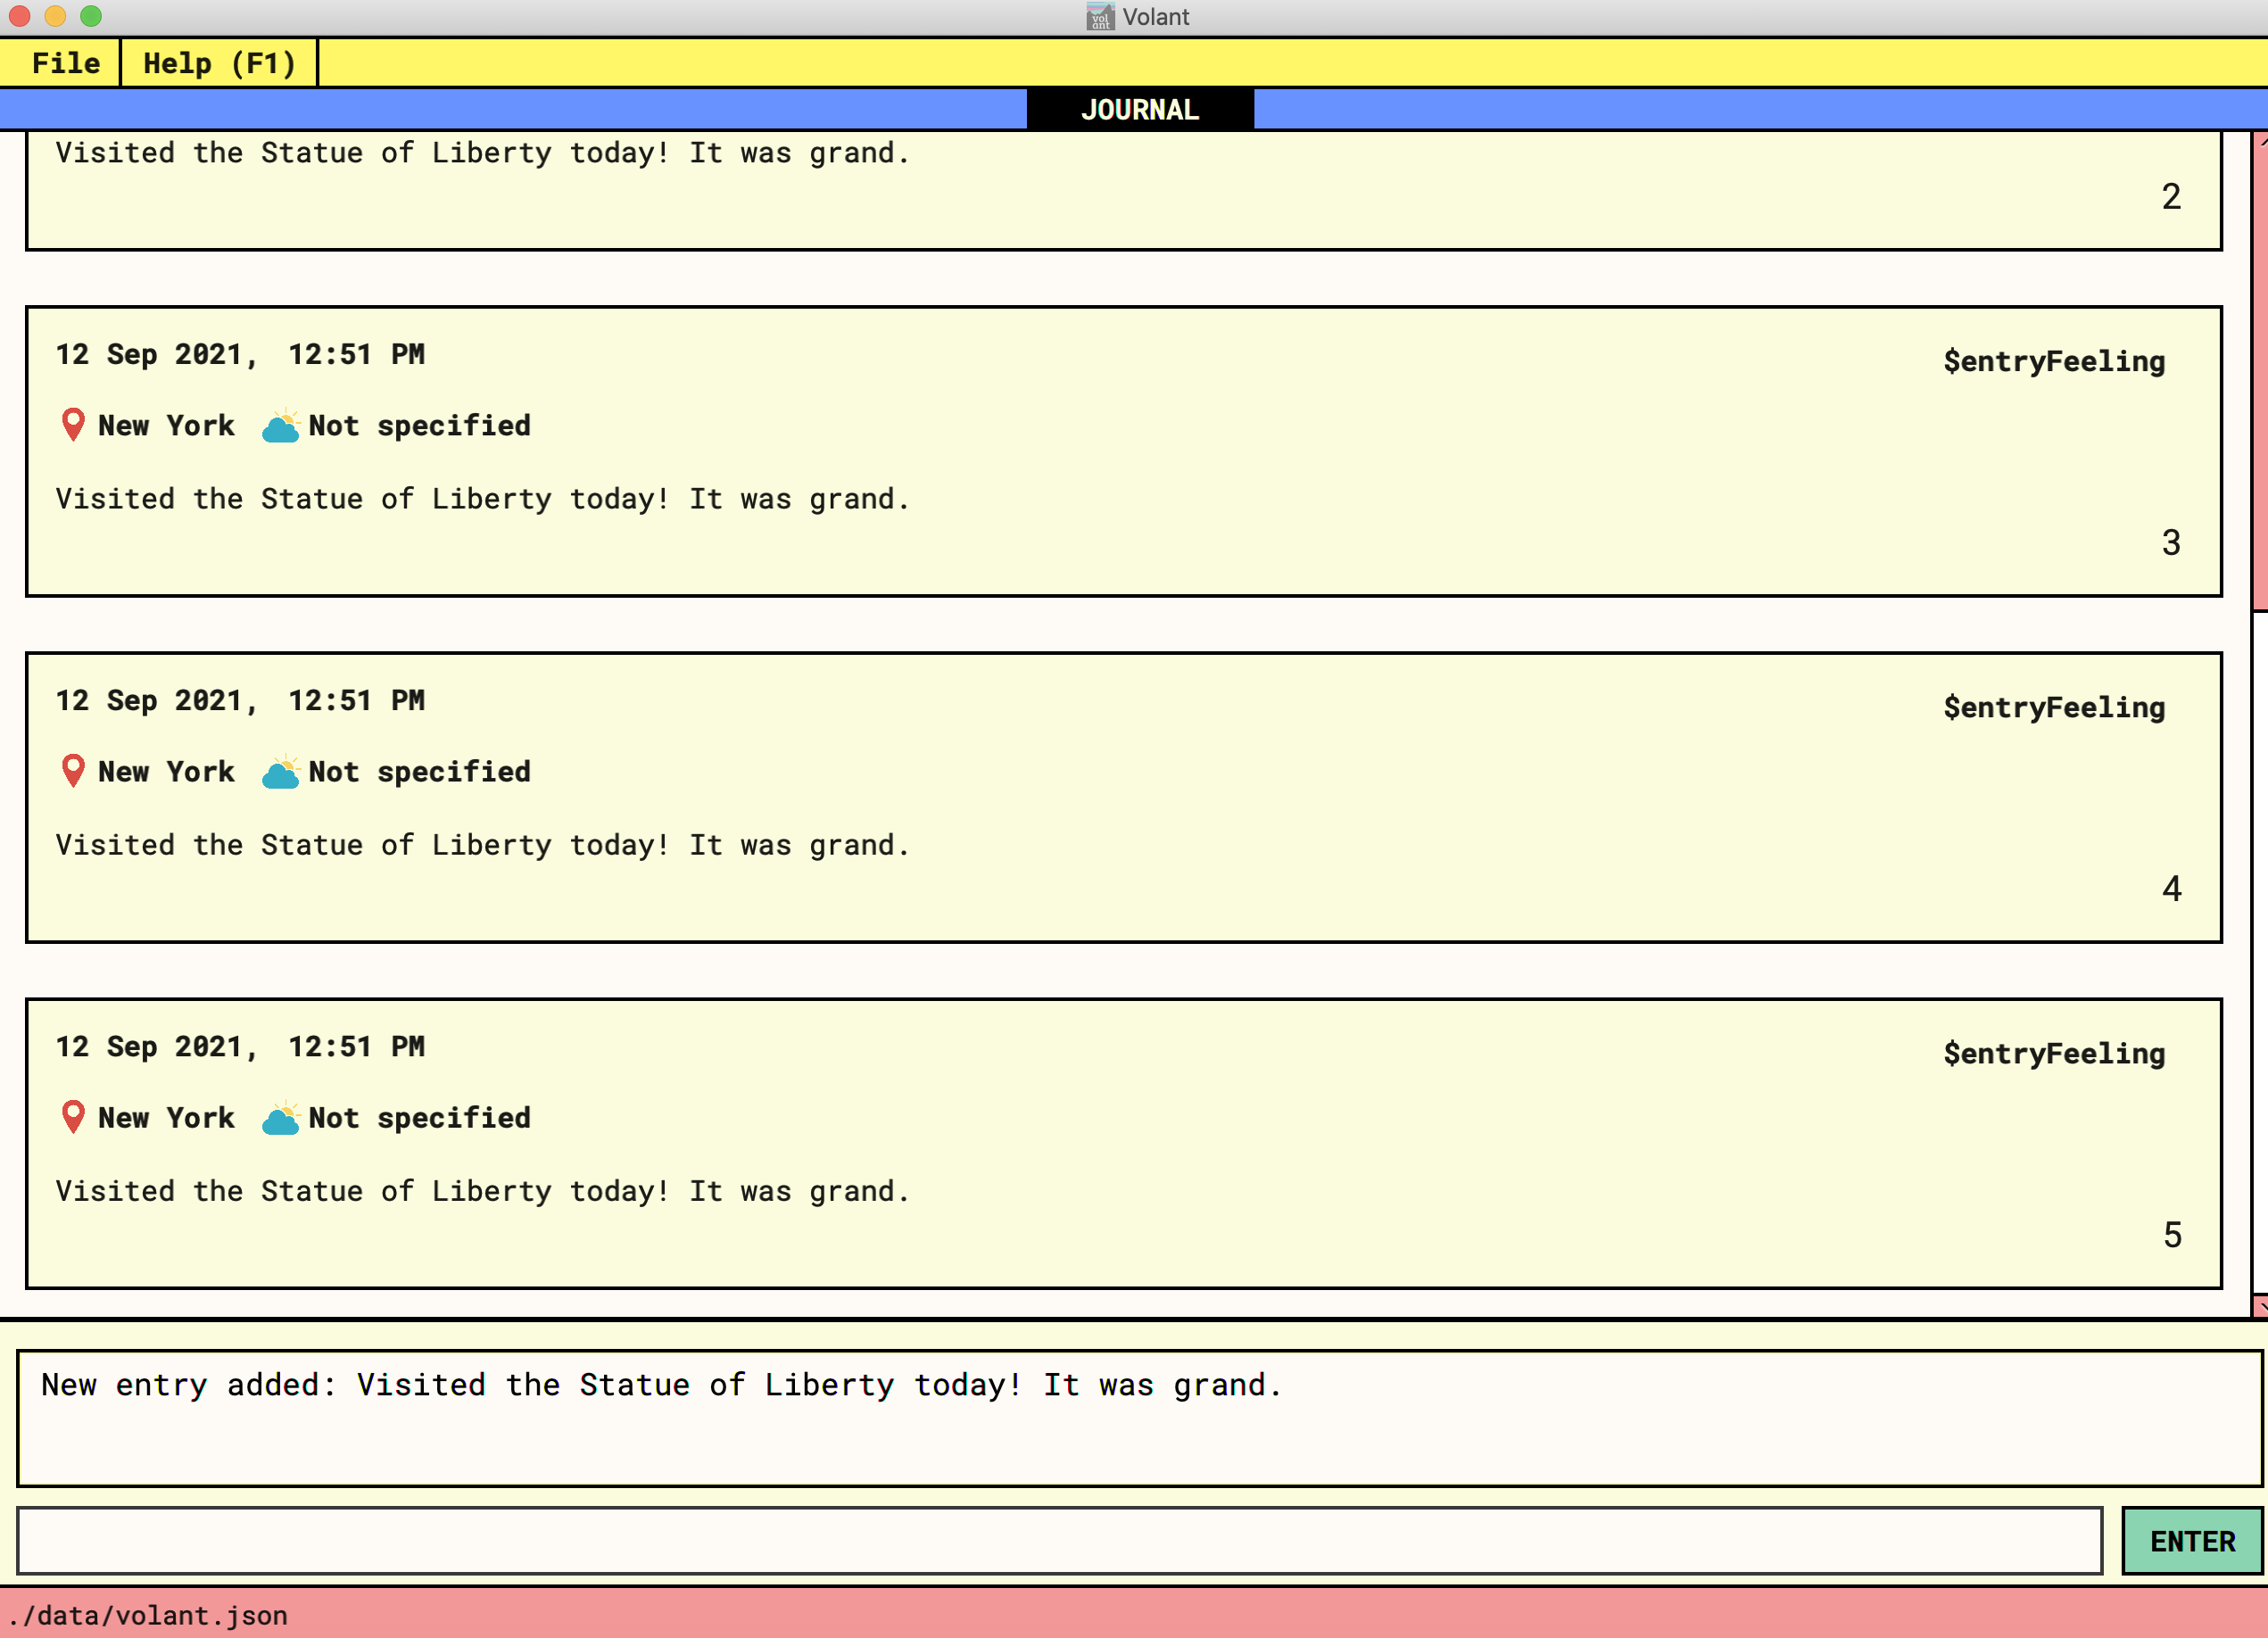 vol
ant
Volant
File
Help (F1)
JOURNAL
Visited the Statue of Liberty today! It was grand.
2
12 Sep 2021, 12:51 PM
$entryFeeling
New York Not specified
Visited the Statue of Liberty today! It was grand.
3
12 Sep 2021, 12:51 PM
$entryFeeling
New York Not specified
Visited the Statue of Liberty today! It was grand.
4
12 Sep 2021, 12:51 PM
$entryFeeling
New York Not specified
Visited the Statue of Liberty today! It was grand.
5
New entry added: Visited the Statue of Liberty today! It was grand.
ENTER
./data/volant.json